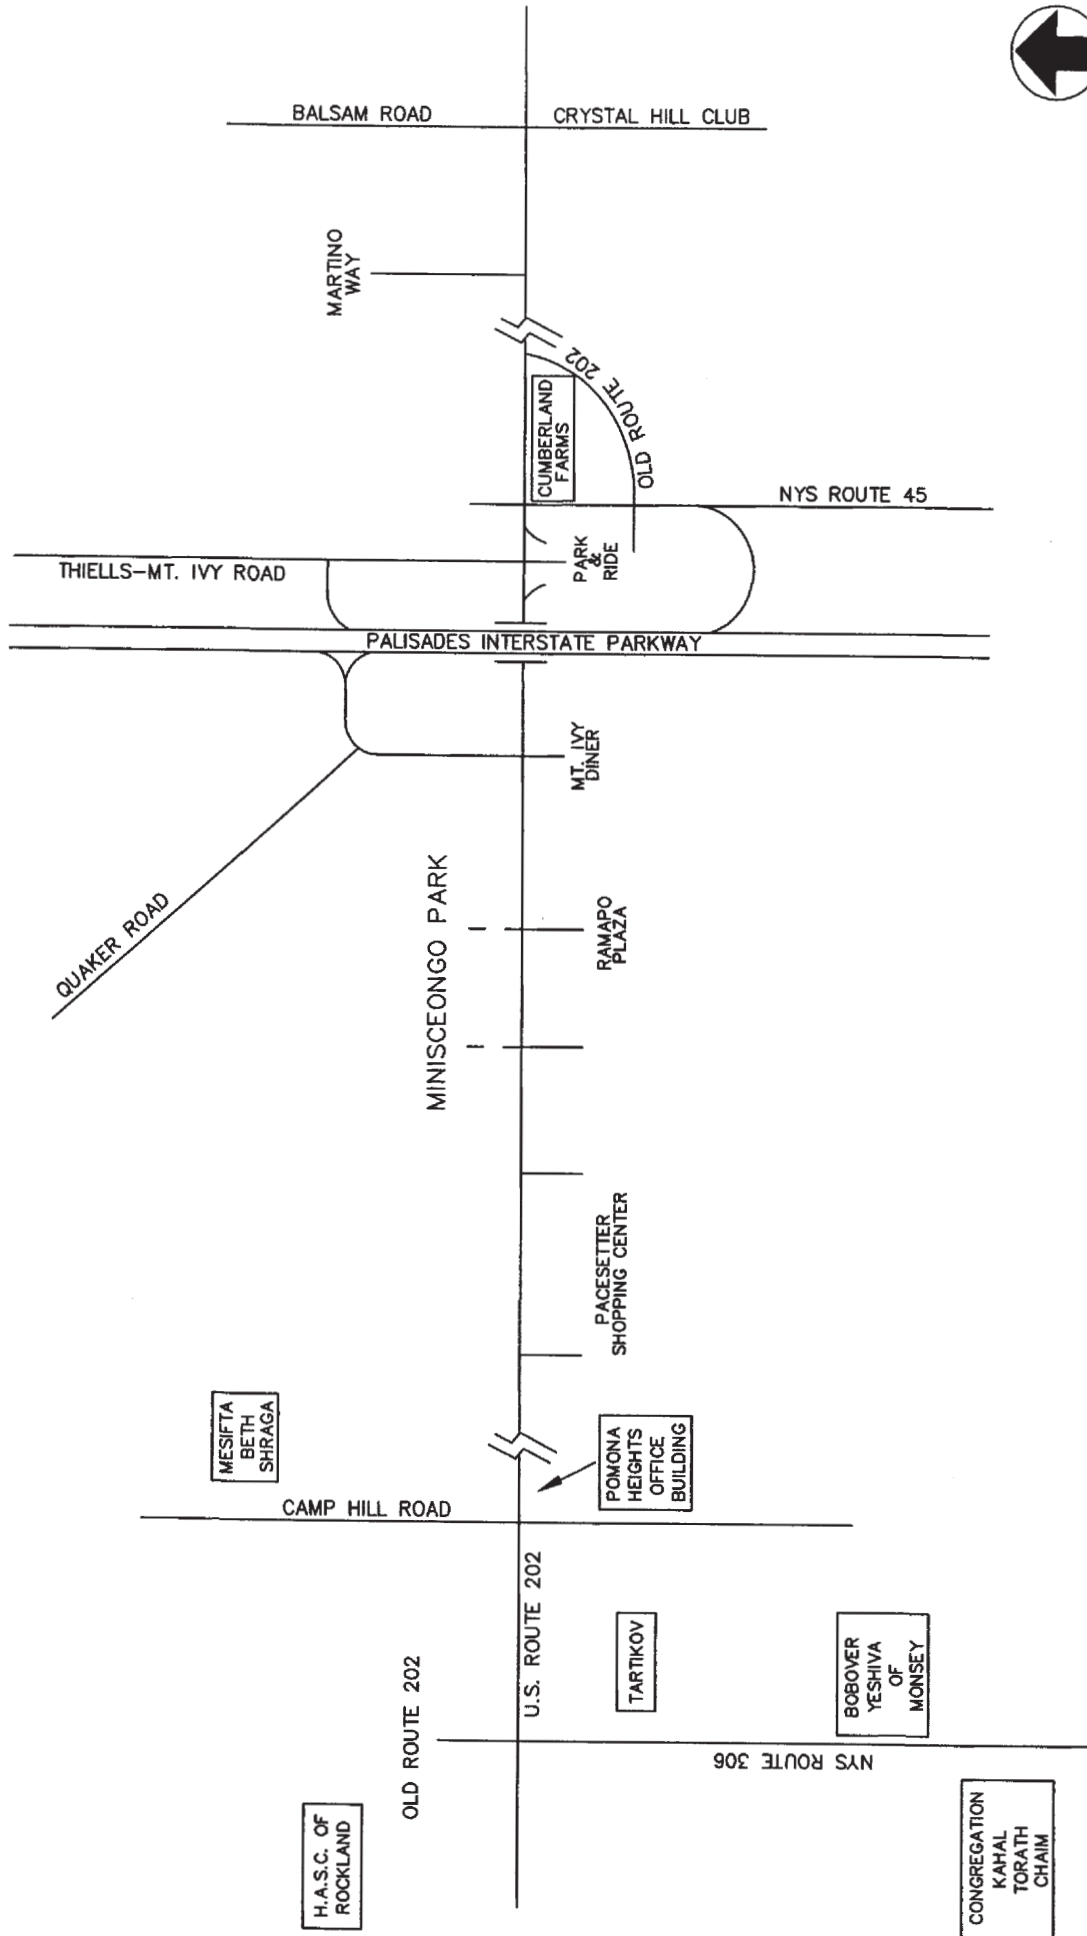 BALSAM ROAD
CRYSTAL HILL CLUB
MARTINO
WAY
OLD ROUTE 202
CUMBERLAND
FARMS
NYS ROUTE 45
PARK
&
RIDE
THIELLS-MT. IVY ROAD
PALISADES INTERSTATE PARKWAY
MT. IVY
DINER
QUAKER ROAD
MINISCEONGO PARK
RAMAPO
PLAZA
PACESETTER
SHOPPING CENTER
MESIFTA
BETH
SHRAGA
POMONA
HEIGHTS
OFFICE
BUILDING
CAMP HILL ROAD
U.S. ROUTE 202
OLD ROUTE 202
TARTIKOV
BOBOVER
YESHIVA
OF
MONSEY
NYS ROUTE 306
H.A.S.C. OF
ROCKLAND
CONGREGATION
KAHAL
TORATH
CHAIM